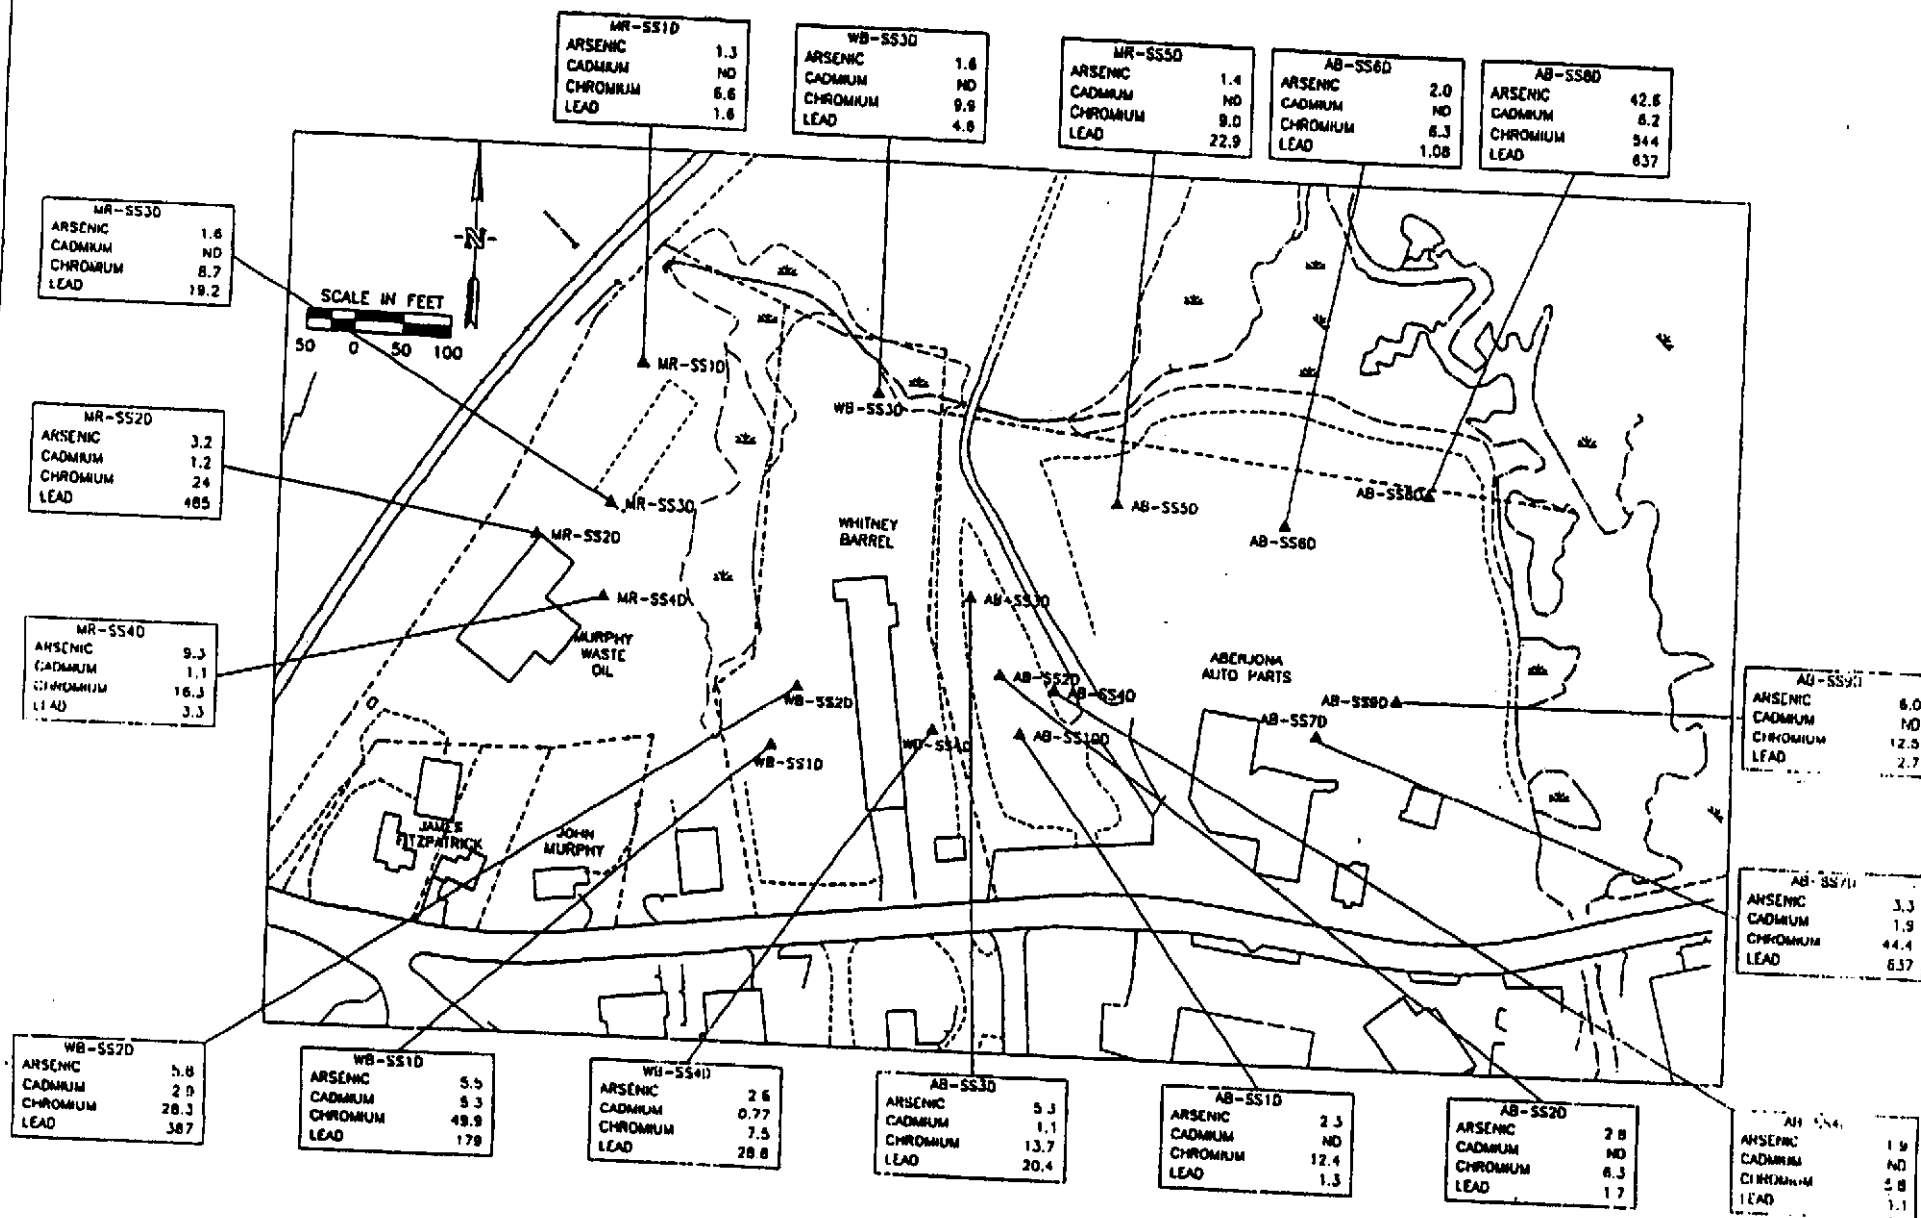 MR-SS1D
ARSENIC 1.3
CADMIUM ND
CHROMIUM 6.6
LEAD 1.6
WB-SS3D
ARSENIC 1.6
CADMIUM ND
CHROMIUM 9.9
LEAD 4.6
MR-SS5D
ARSENIC 1.4
CADMIUM ND
CHROMIUM 9.0
LEAD 22.9
AB-SS6D
ARSENIC 2.0
CADMIUM ND
CHROMIUM 6.3
LEAD 1.08
AB-SS8D
ARSENIC 42.6
CADMIUM 6.2
CHROMIUM 544
LEAD 637
MR-SS3D
ARSENIC 1.6
CADMIUM ND
CHROMIUM 8.7
LEAD 19.2
N
SCALE IN FEET
50 0 50 100
MR-SS2D
ARSENIC 3.2
CADMIUM 1.2
CHROMIUM 24
LEAD 485
MR-SS4D
ARSENIC 9.3
CADMIUM 1.1
CHROMIUM 16.3
LEAD 3.3
MR-SS1D
WB-SS3D
MR-SS3D
MR-SS2D
MR-SS4D
WHITNEY
BARREL
AB-SS5D
AB-SS6D
AB-SS8D
AB-SS3D
MURPHY
WASTE
OIL
ABERJONA
AUTO PARTS
AB-SS2D
AB-SS4D
AB-SS9D
AB-SS7D
WB-SS2D
WB-SS4D
AB-SS10D
WB-SS1D
JAMES
FITZPATRICK
JOHN
MURPHY
AB-SS9D
ARSENIC 6.0
CADMIUM ND
CHROMIUM 12.5
LEAD 2.7
AB-SS7D
ARSENIC 3.3
CADMIUM 1.9
CHROMIUM 44.4
LEAD 637
WB-SS2D
ARSENIC 5.8
CADMIUM 2.9
CHROMIUM 28.3
LEAD 387
WB-SS1D
ARSENIC 5.5
CADMIUM 5.3
CHROMIUM 49.9
LEAD 179
WB-SS4D
ARSENIC 2.6
CADMIUM 0.77
CHROMIUM 7.5
LEAD 28.8
AB-SS3D
ARSENIC 5.3
CADMIUM 1.1
CHROMIUM 13.7
LEAD 20.4
AB-SS1D
ARSENIC 2.3
CADMIUM ND
CHROMIUM 12.4
LEAD 1.3
AB-SS2D
ARSENIC 2.8
CADMIUM ND
CHROMIUM 6.3
LEAD 1.7
ARSENIC 1.9
CADMIUM ND
CHROMIUM
LEAD